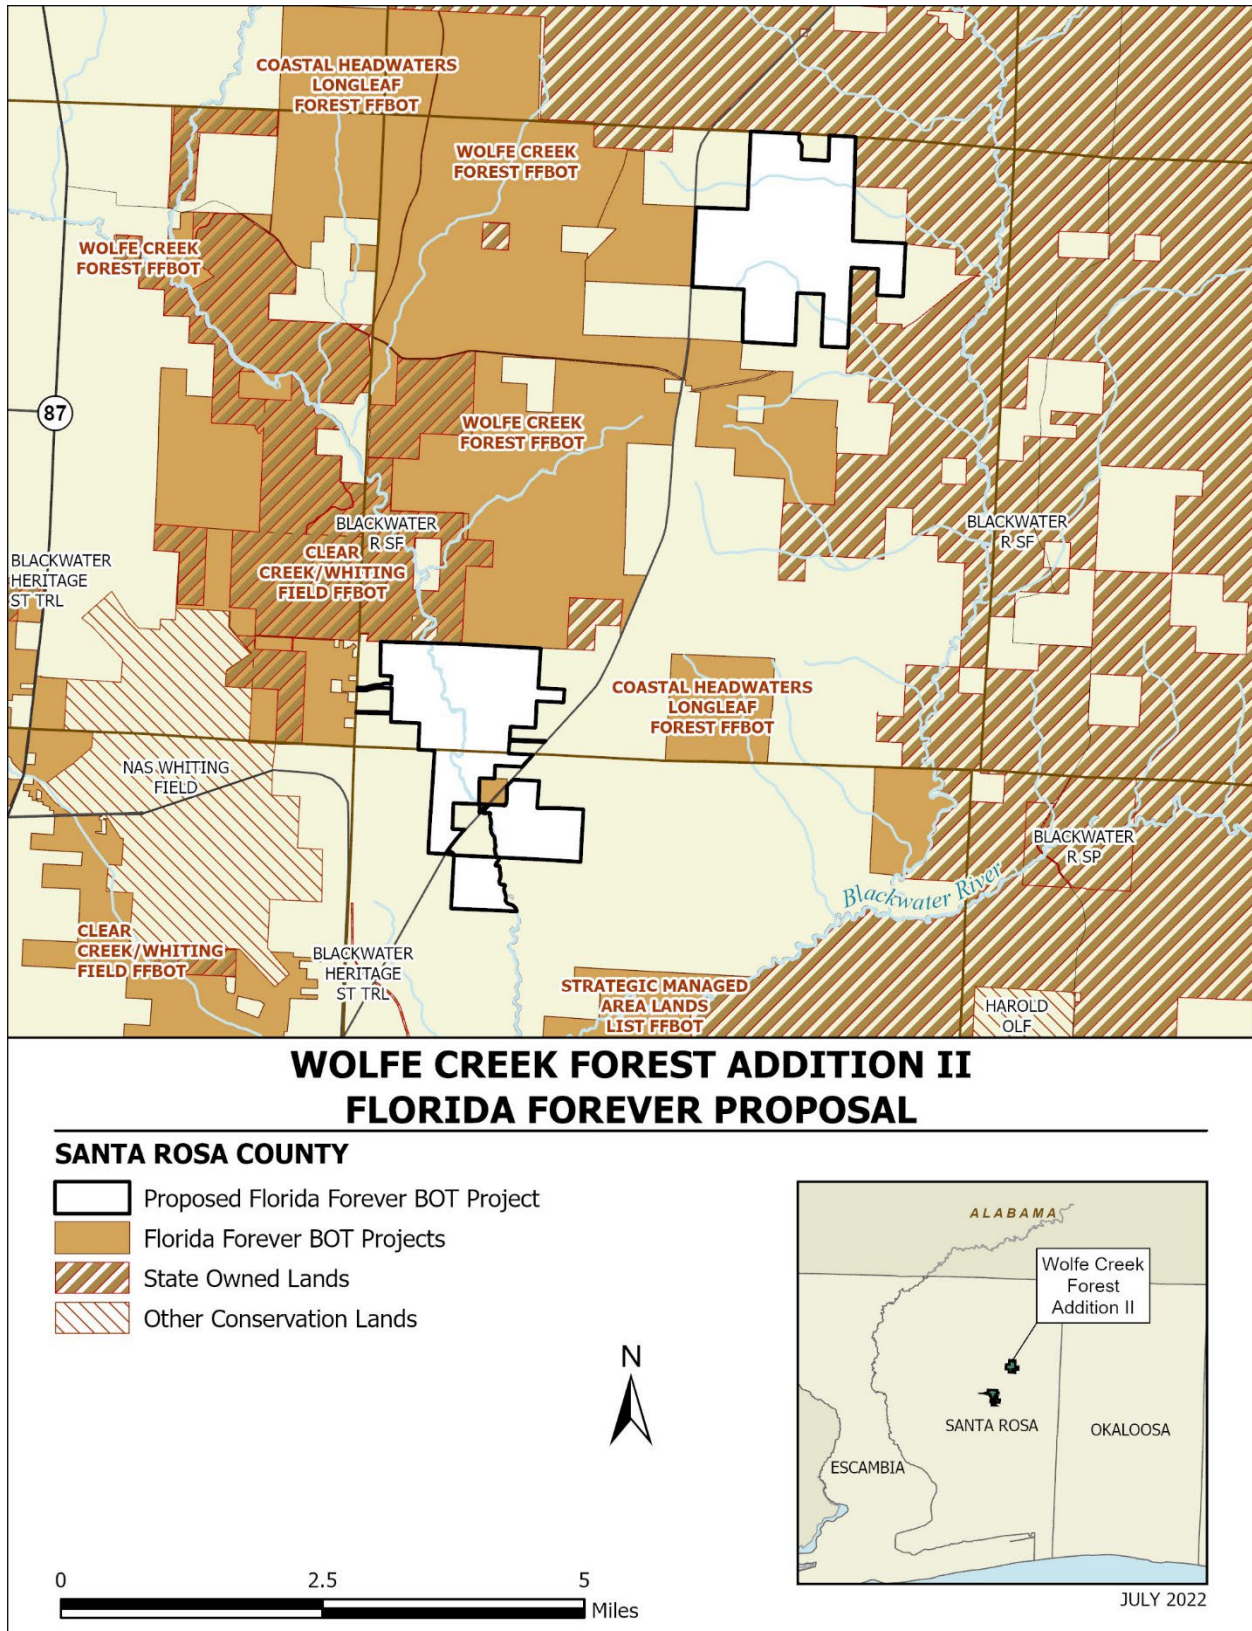 COASTAL HEADWATERS
LONGLEAF
FOREST FFBOT
WOLFE CREEK
FOREST FFBOT
WOLFE CREEK
FOREST FFBOT
87
WOLFE CREEK
FOREST FFBOT
BLACKWATER
R SF
BLACKWATER
R SF
CLEAR
CREEK/WHITING
FIELD FFBOT
BLACKWATER
HERITAGE
ST TRL
COASTAL HEADWATERS
LONGLEAF
FOREST FFBOT
NAS WHITING
FIELD
BLACKWATER
R SP
Blackwater River
CLEAR
CREEK/WHITING
FIELD FFBOT
BLACKWATER
HERITAGE
ST TRL
STRATEGIC MANAGED
AREA LANDS
LIST FFBOT
HAROLD
OLF
WOLFE CREEK FOREST ADDITION II
FLORIDA FOREVER PROPOSAL
SANTA ROSA COUNTY
Proposed Florida Forever BOT Project
Florida Forever BOT Projects
State Owned Lands
Other Conservation Lands
N
0 2.5 5
Miles
ALABAMA
Wolfe Creek
Forest
Addition II
SANTA ROSA
OKALOOSA
ESCAMBIA
JULY 2022